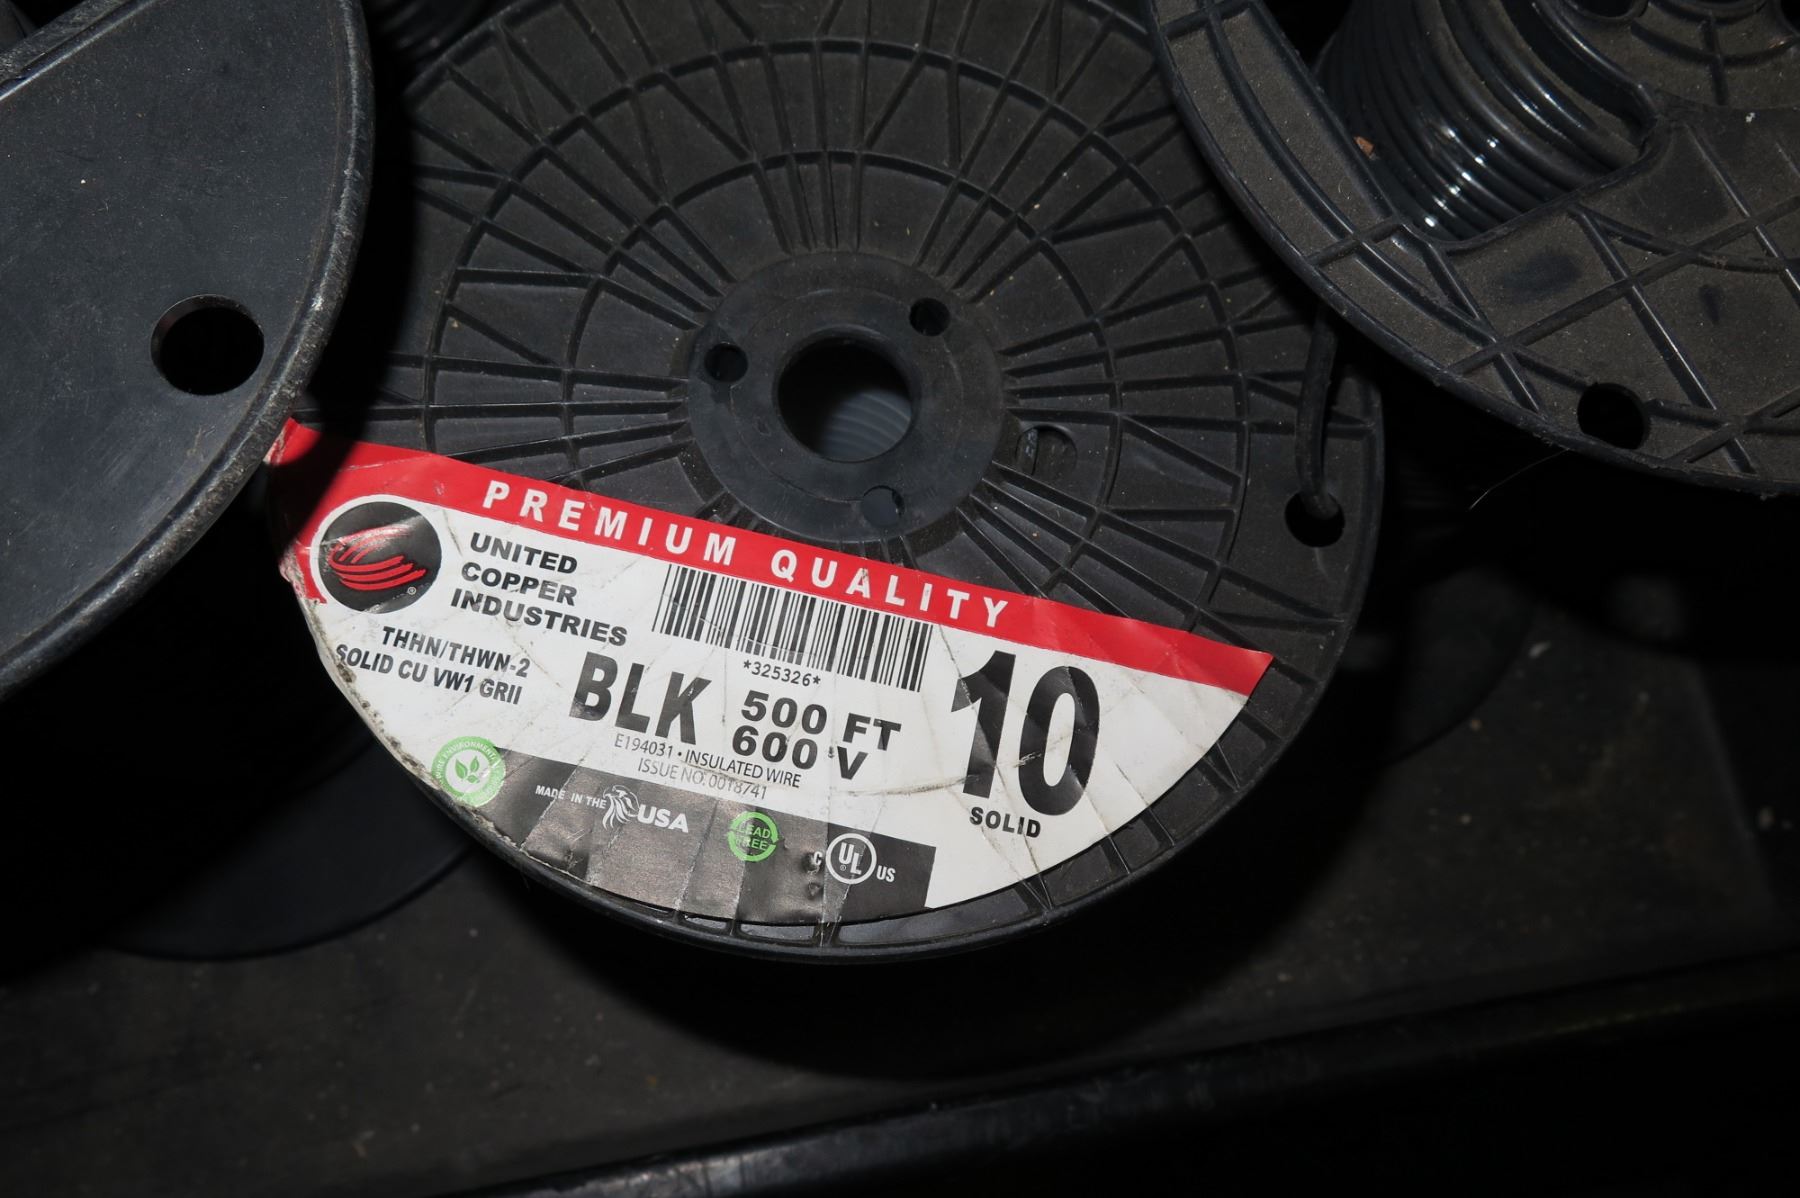 PREMIUM QUALITY
UNITED
COPPER
INDUSTRIES
®
THHN/THWN-2
SOLID CU VW1 GRII
*325326*
BLK
500 FT
600 V
E194031 • INSULATED WIRE
ISSUE NO. 0018741
10
SOLID
MADE IN THE USA
LEAD
FREE
C UL US